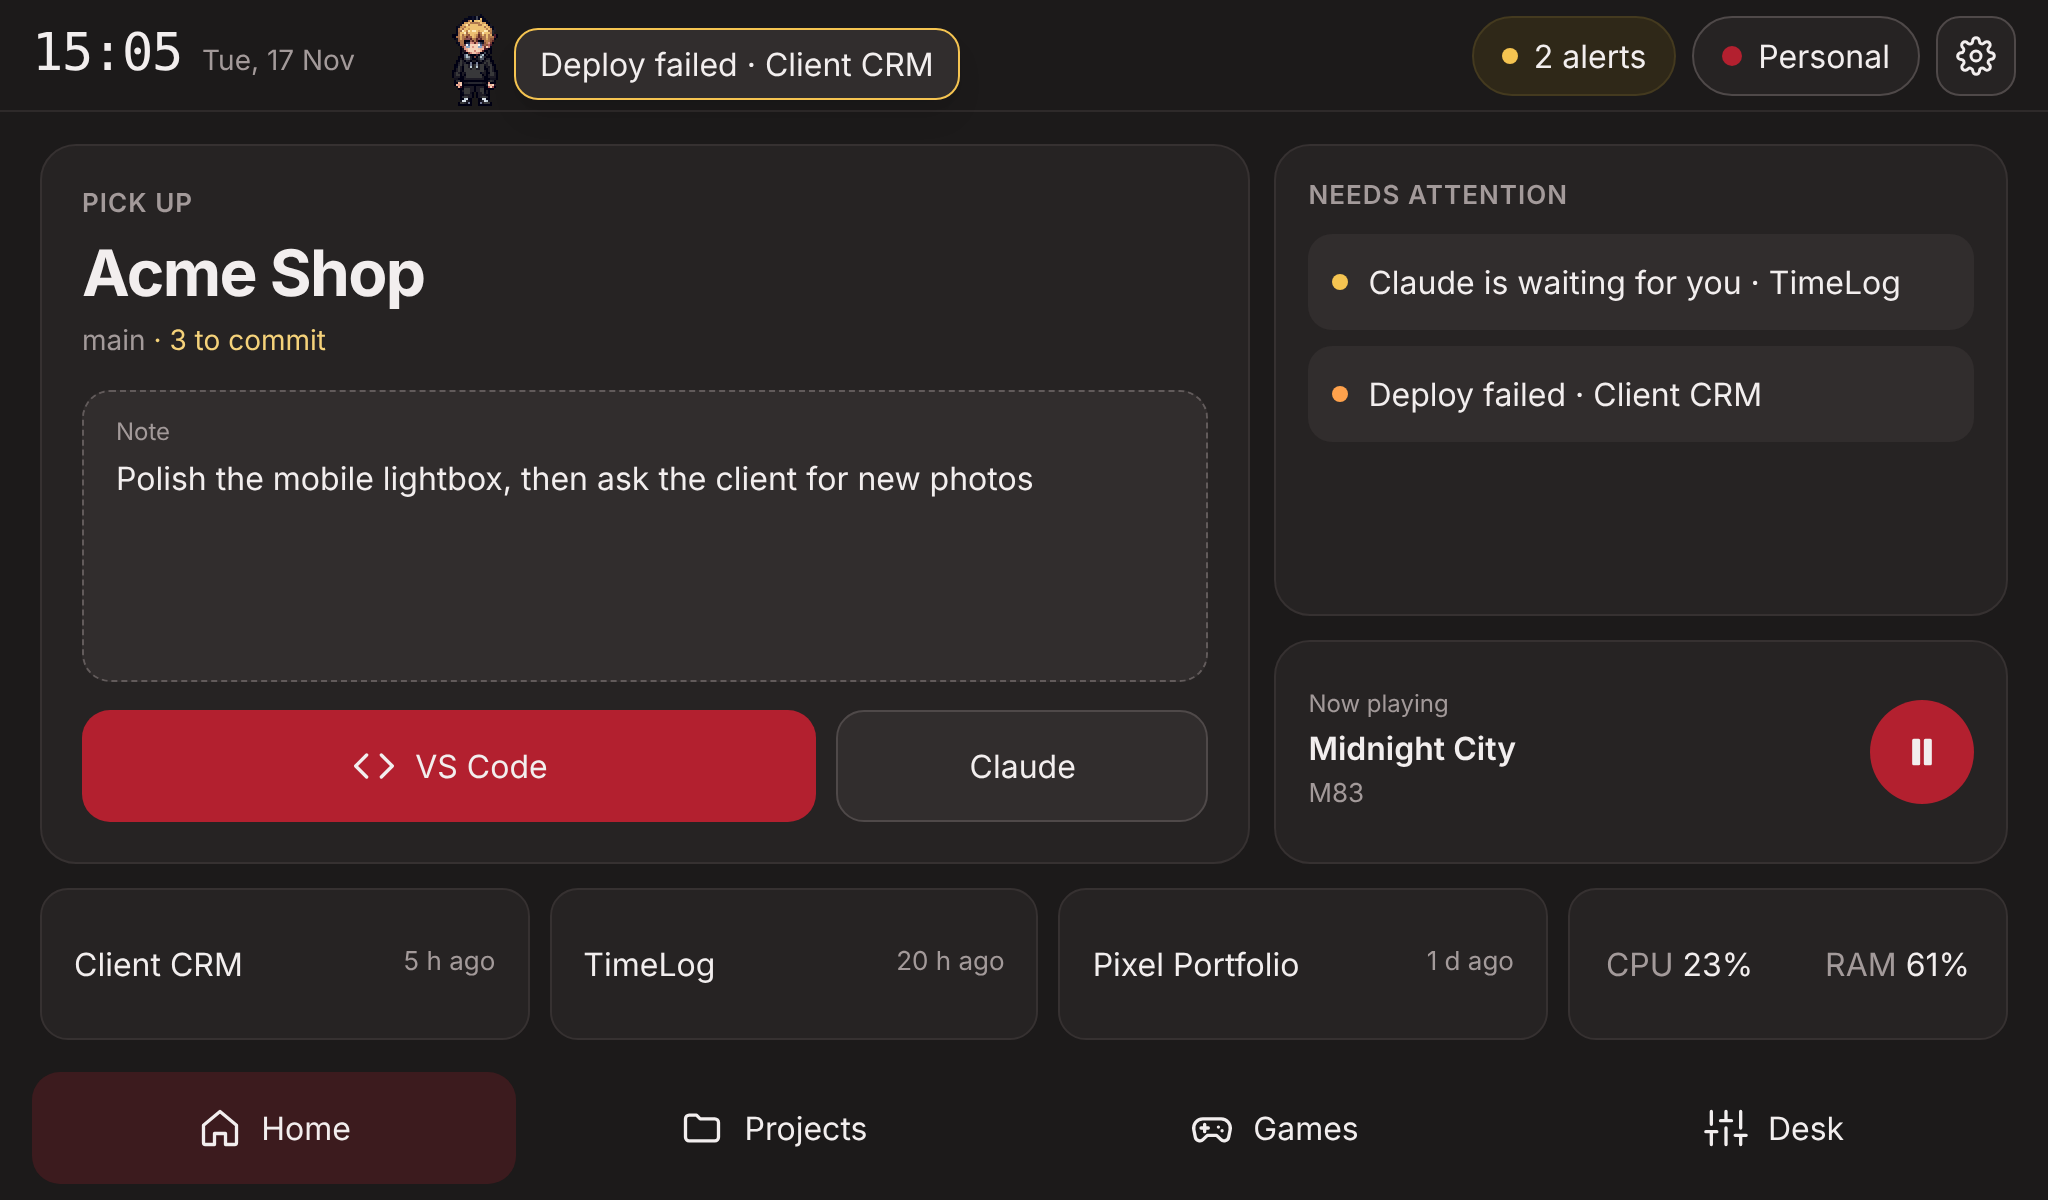 15:05 Tue, 17 Nov
Deploy failed · Client CRM
2 alerts
Personal
PICK UP
Acme Shop
main · 3 to commit
Note
Polish the mobile lightbox, then ask the client for new photos
VS Code
Claude
NEEDS ATTENTION
Claude is waiting for you · TimeLog
Deploy failed · Client CRM
Now playing
Midnight City
M83
Client CRM 5 h ago
TimeLog 20 h ago
Pixel Portfolio 1 d ago
CPU 23% RAM 61%
Home
Projects
Games
Desk